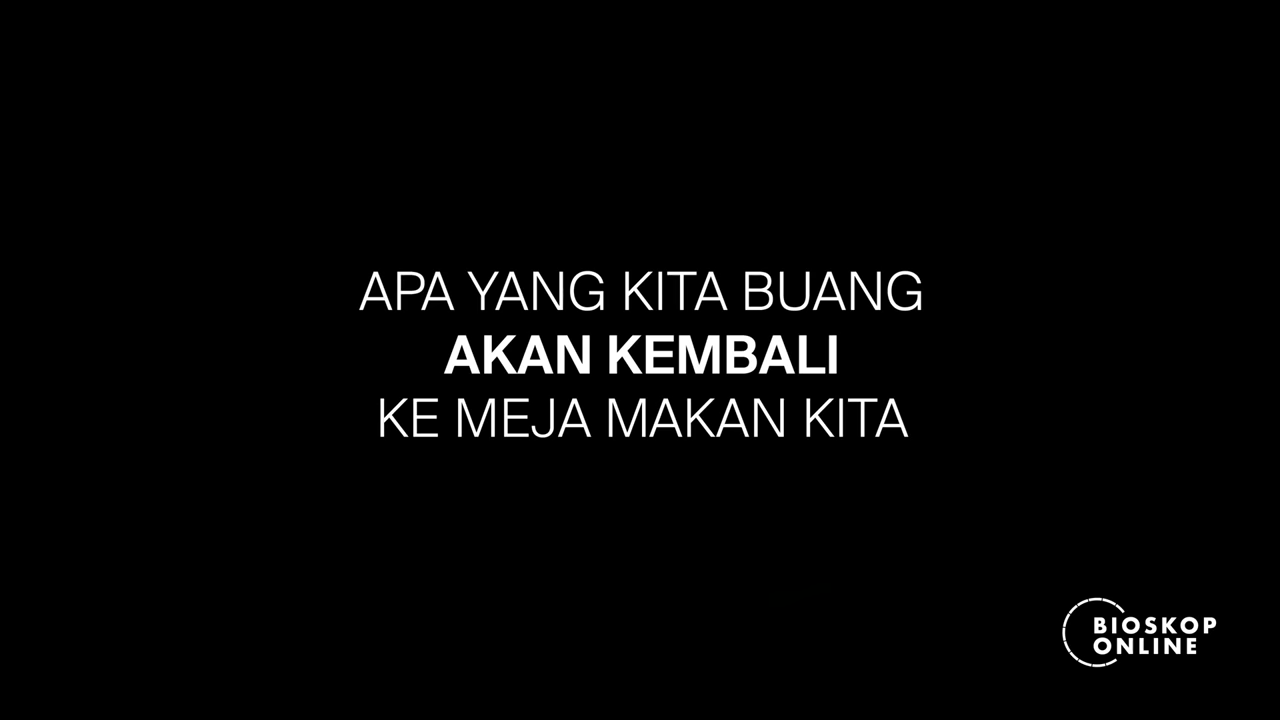 APA YANG KITA BUANG
AKAN KEMBALI
KE MEJA MAKAN KITA
BIOSKOP
ONLINE